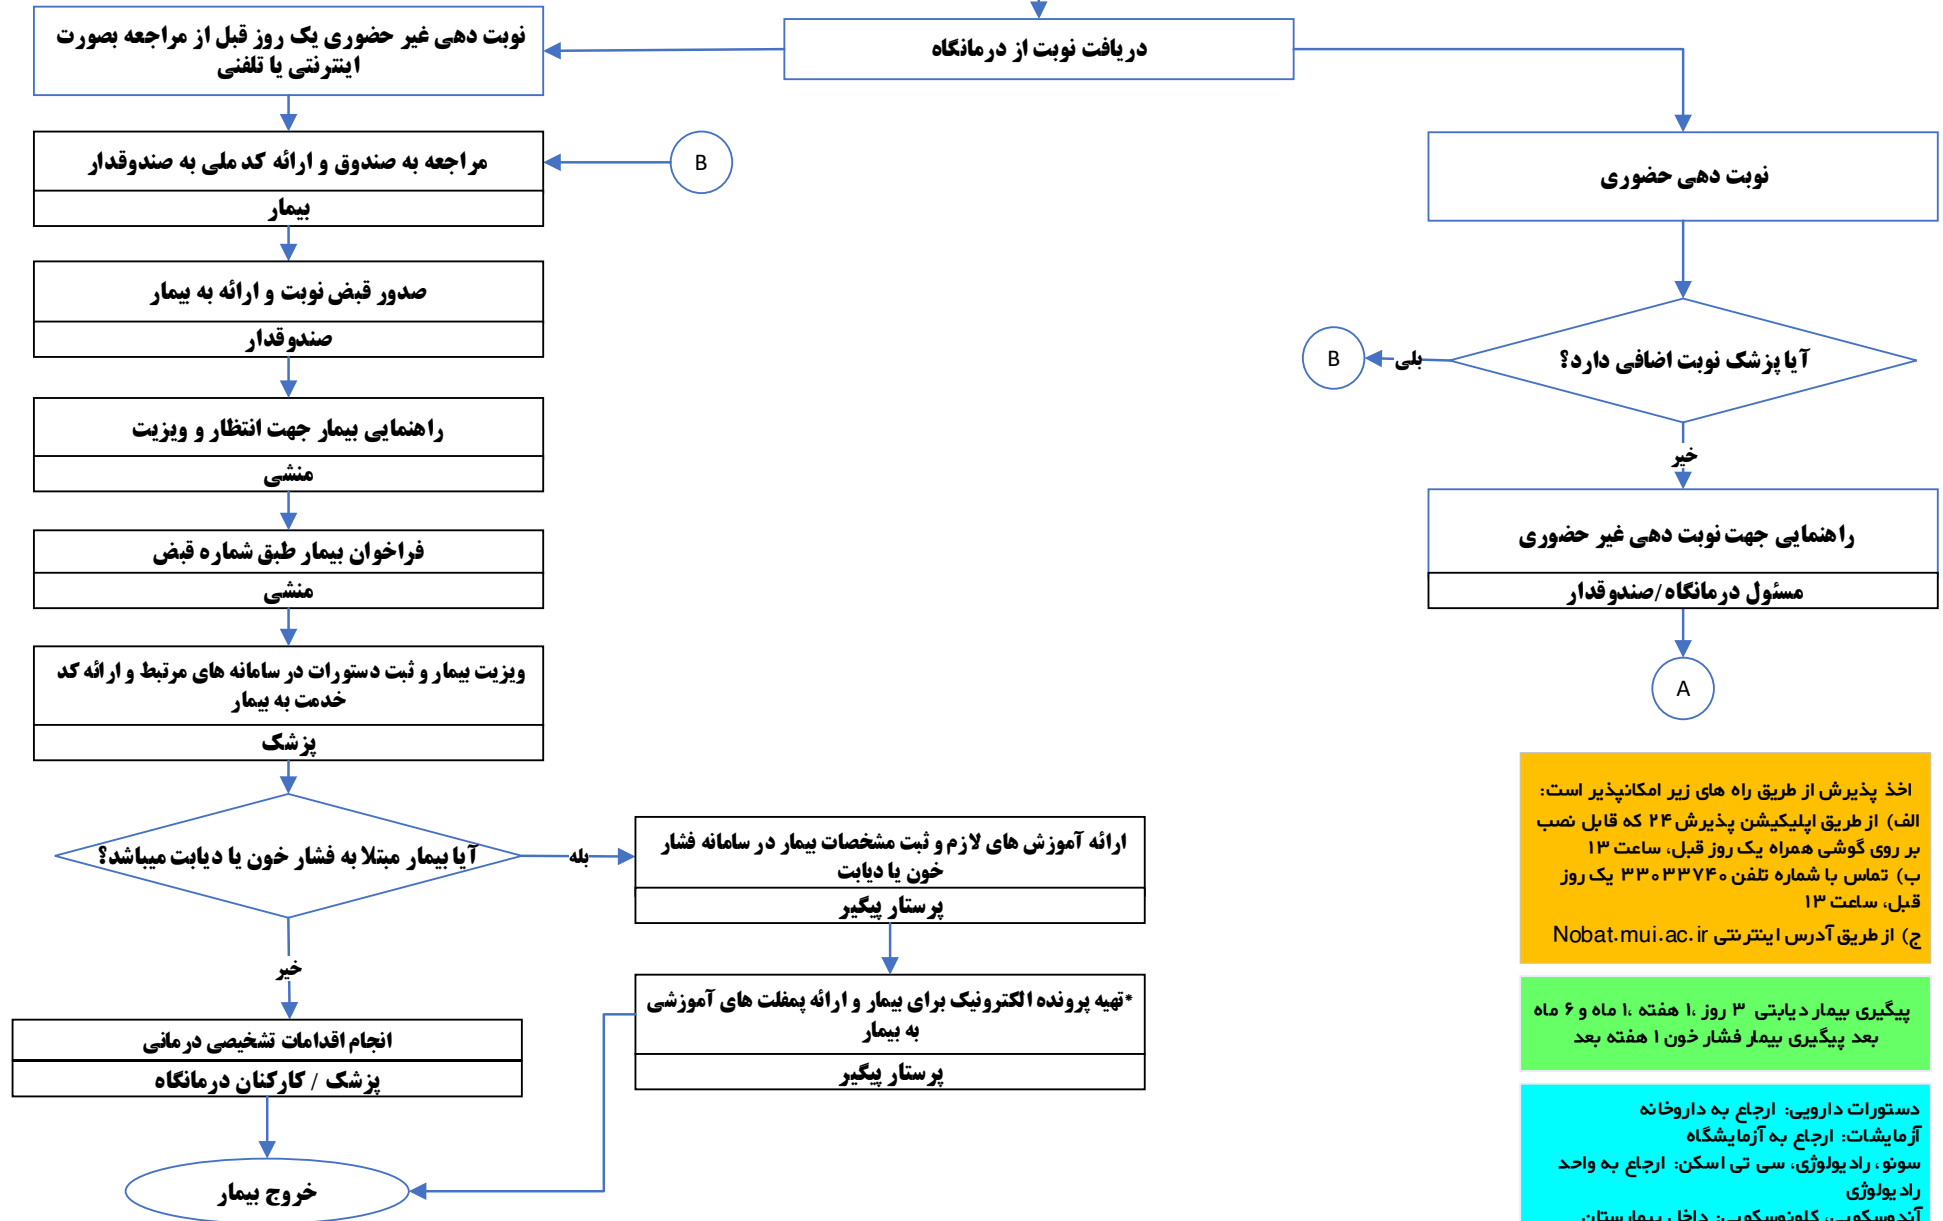 دریافت نوبت از درمانگاه
نوبت دهی غیر حضوری یک روز قبل از مراجعه بصورت
اینترنتی یا تلفنی
مراجعه به صندوق و ارائه کد ملی به صندوقدار
بیمار
B
صدور قبض نوبت و ارائه به بیمار
صندوقدار
راهنمایی بیمار جهت انتظار و ویزیت
منشی
فراخوان بیمار طبق شماره قبض
منشی
ویزیت بیمار و ثبت دستورات در سامانه های مرتبط و ارائه کد
خدمت به بیمار
پزشک
آیا بیمار مبتلا به فشار خون یا دیابت میباشد؟
بله
ارائه آموزش های لازم و ثبت مشخصات بیمار در سامانه فشار
خون یا دیابت
پرستار پیگیر
*تهیه پرونده الکترونیک برای بیمار و ارائه پمفلت های آموزشی
به بیمار
پرستار پیگیر
خیر
انجام اقدامات تشخیصی درمانی
پزشک / کارکنان درمانگاه
خروج بیمار
نوبت دهی حضوری
آیا پزشک نوبت اضافی دارد؟
بلی
B
خیر
راهنمایی جهت نوبت دهی غیر حضوری
مسئول درمانگاه/صندوقدار
A
اخذ پذیرش از طریق راه های زیر امکانپذیر است:
الف) از طریق اپلیکیشن پذیرش ۲۴ که قابل نصب
بر روی گوشی همراه یک روز قبل، ساعت ۱۳
ب) تماس با شماره تلفن ۳۳۰۳۳۷۴۰ یک روز
قبل، ساعت ۱۳
ج) از طریق آدرس اینترنتی Nobat.mui.ac.ir
پیگیری بیمار دیابتی ۳ روز ،۱ هفته ،۱ ماه و ۶ ماه
بعد پیگیری بیمار فشار خون ۱ هفته بعد
دستورات دارویی: ارجاع به داروخانه
آزمایشات: ارجاع به آزمایشگاه
سونو، رادیولوژی، سی تی اسکن: ارجاع به واحد
رادیولوژی
آندوسکوپی، کلونوسکوپی: داخل بیمارستان